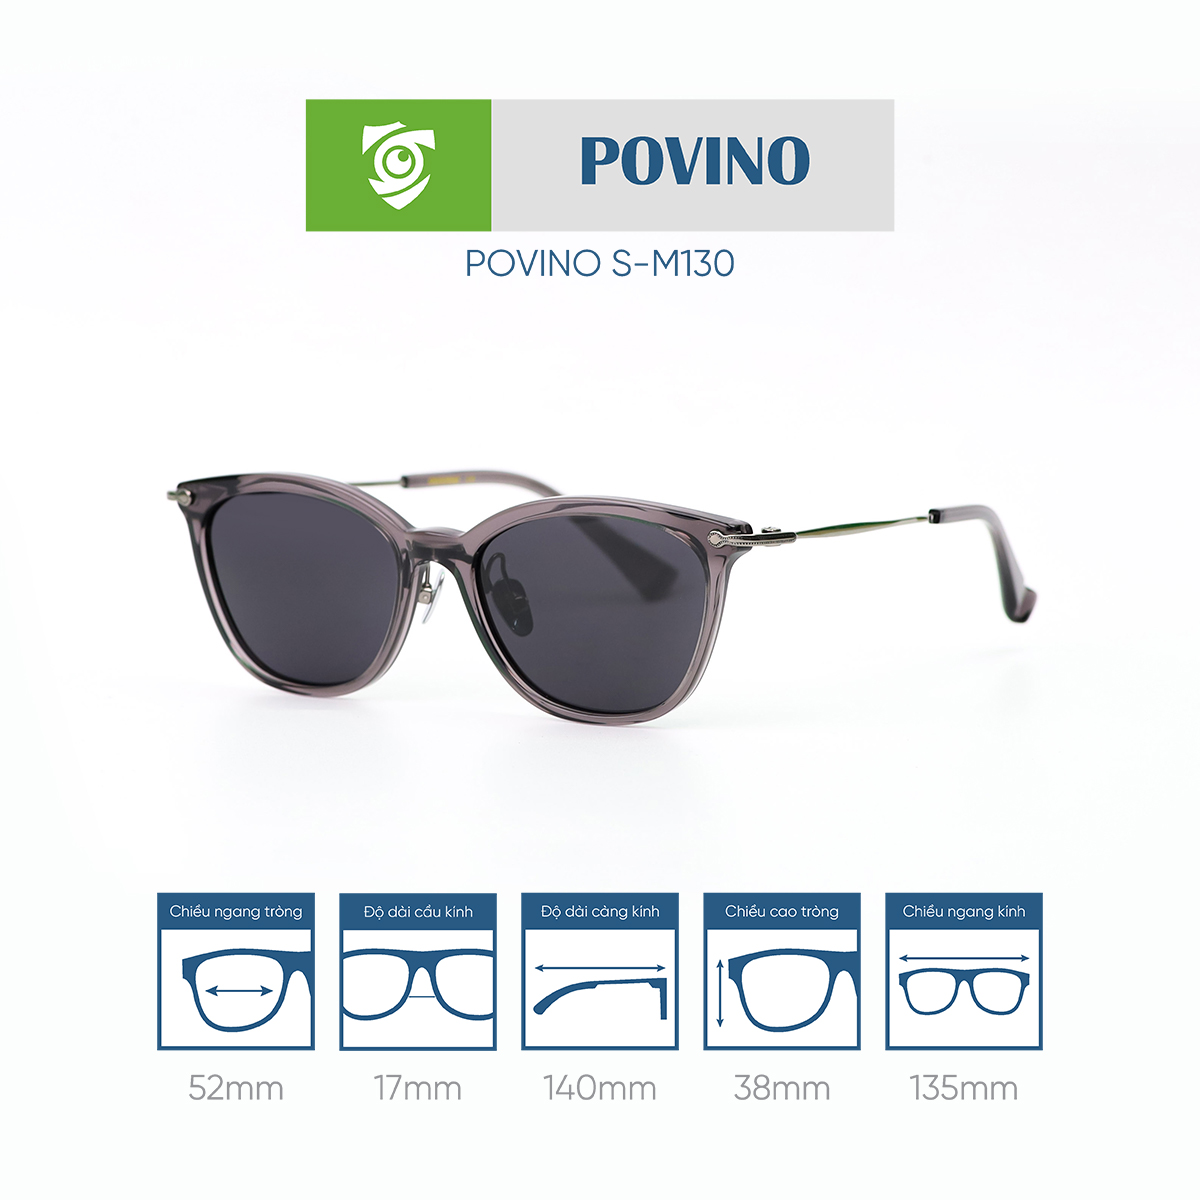 POVINO
POVINO S-M130
Chiều ngang tròng
Độ dài cầu kính
Độ dài càng kính
Chiều cao tròng
Chiều ngang kính
52mm
17mm
140mm
38mm
135mm